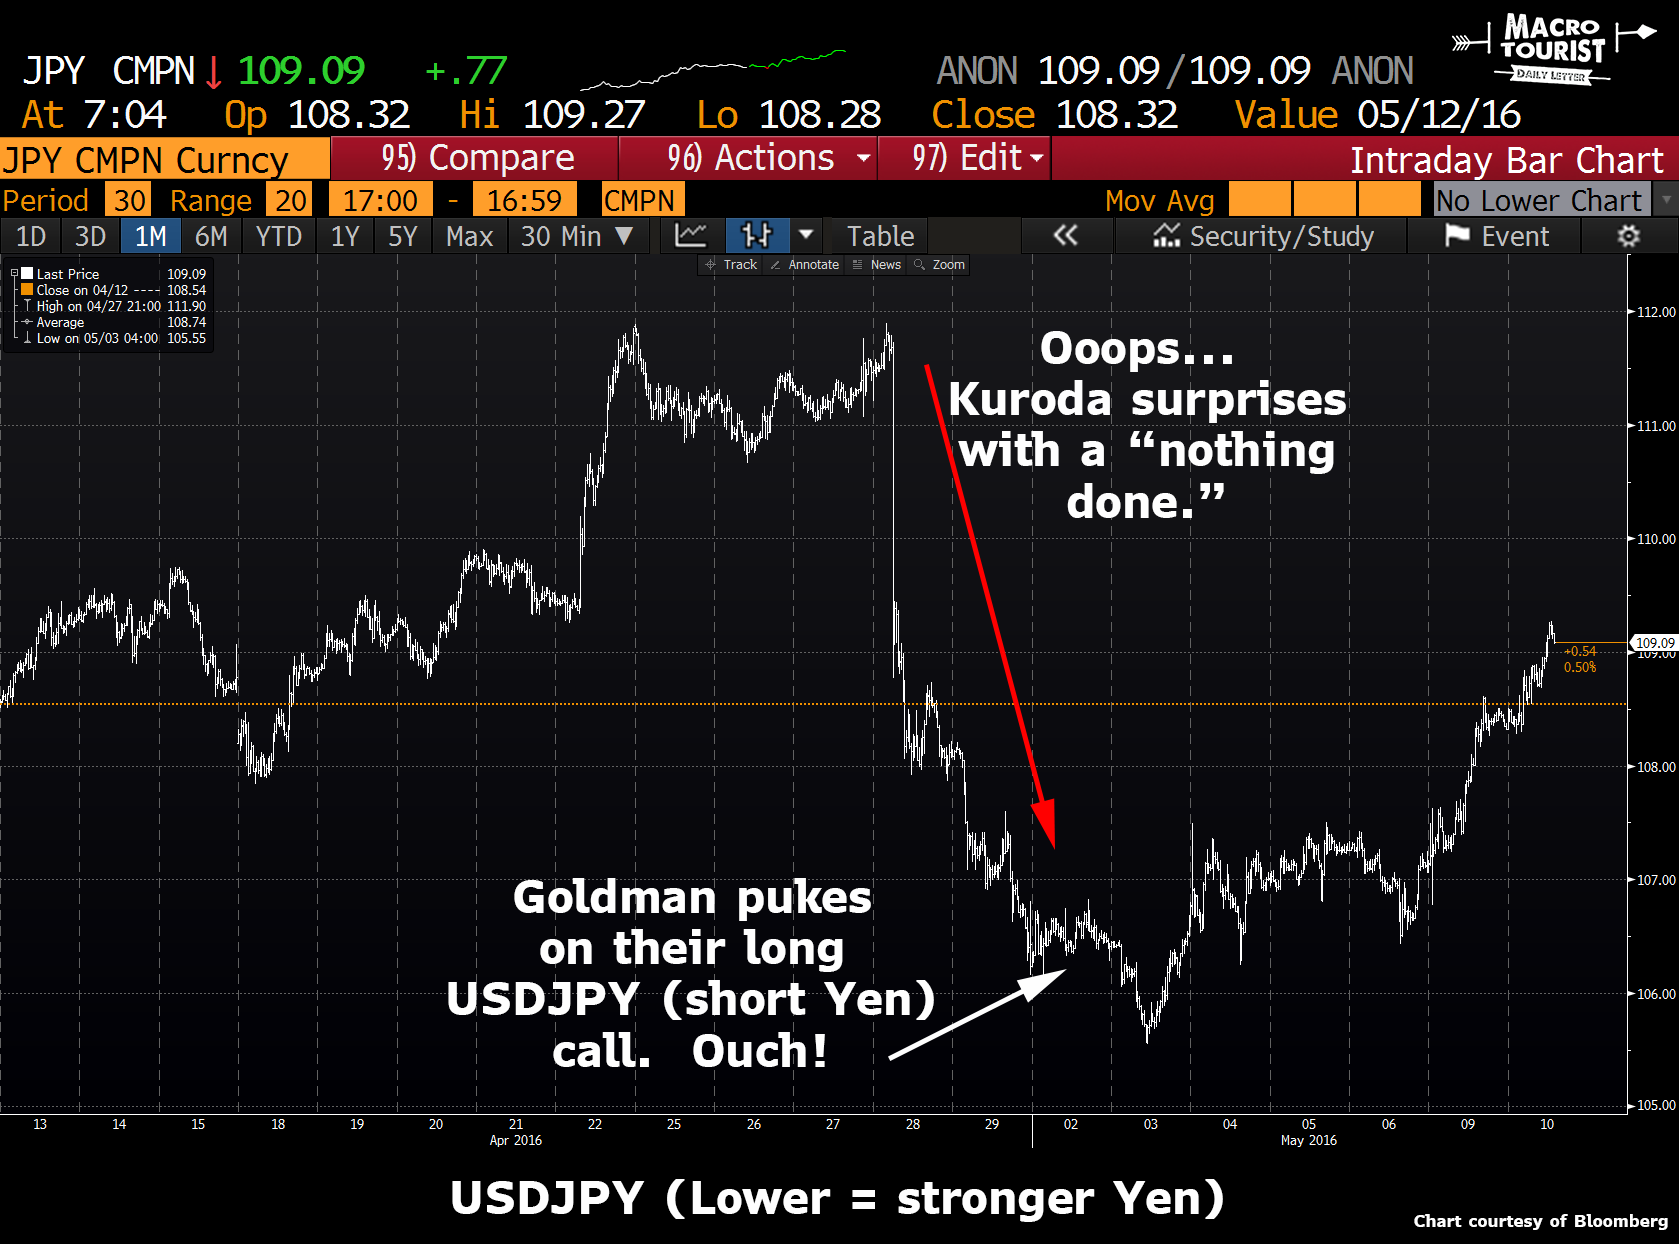 MACRO
TOURIST
DAILY LETTER
JPY CMPN↓109.09 +.77 ANON 109.09/109.09 ANON
At 7:04 Op 108.32 Hi 109.27 Lo 108.28 Close 108.32 Value 05/12/16
JPY CMPN Curncy 95) Compare 96) Actions 97) Edit Intraday Bar Chart
Period 30 Range 20 17:00 - 16:59 CMPN Mov Avg No Lower Chart
1D 3D 1M 6M YTD 1Y 5Y Max 30 Min ▼ Table « Security/Study Event
Track Annotate News Zoom
Last Price 109.09
Close on 04/12 ---- 108.54
High on 04/27 21:00 111.90
Average 108.74
Low on 05/03 04:00 105.55
Ooops...
Kuroda surprises
with a “nothing
done.”
Goldman pukes
on their long
USDJPY (short Yen)
call. Ouch!
112.00
111.00
110.00
109.09
109.00
+0.54
0.50%
108.00
107.00
106.00
105.00
13 14 15 18 19 20 21 22 25 26 27 28 29 02 03 04 05 06 09 10
Apr 2016 May 2016
USDJPY (Lower = stronger Yen)
Chart courtesy of Bloomberg